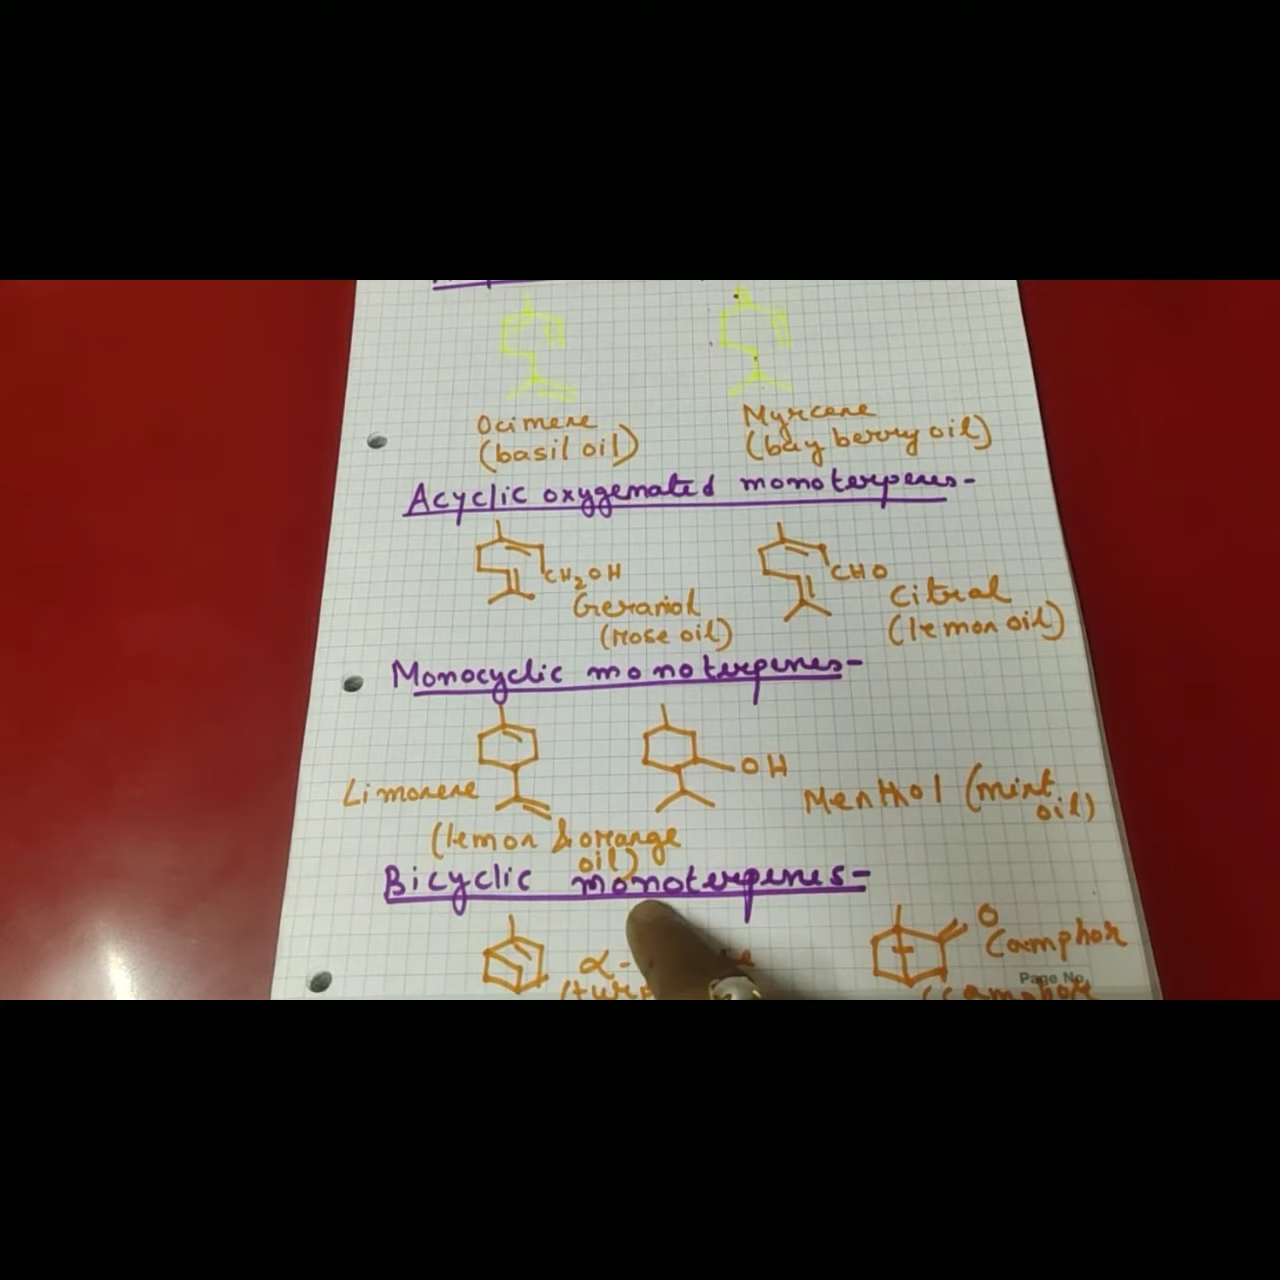 Ocimene
(basil oil)
Myrcene
(bay berry oil)
Acyclic oxygenated monoterpenes-
CH₂OH
Geraniol
(rose oil)
CHO
Citral
(lemon oil)
Monocyclic monoterpenes-
Limonene
(lemon & orange
oil)
OH
Menthol (mint
oil)
Bicyclic monoterpenes-
α-
O
Camphor
Page No.
(camphor